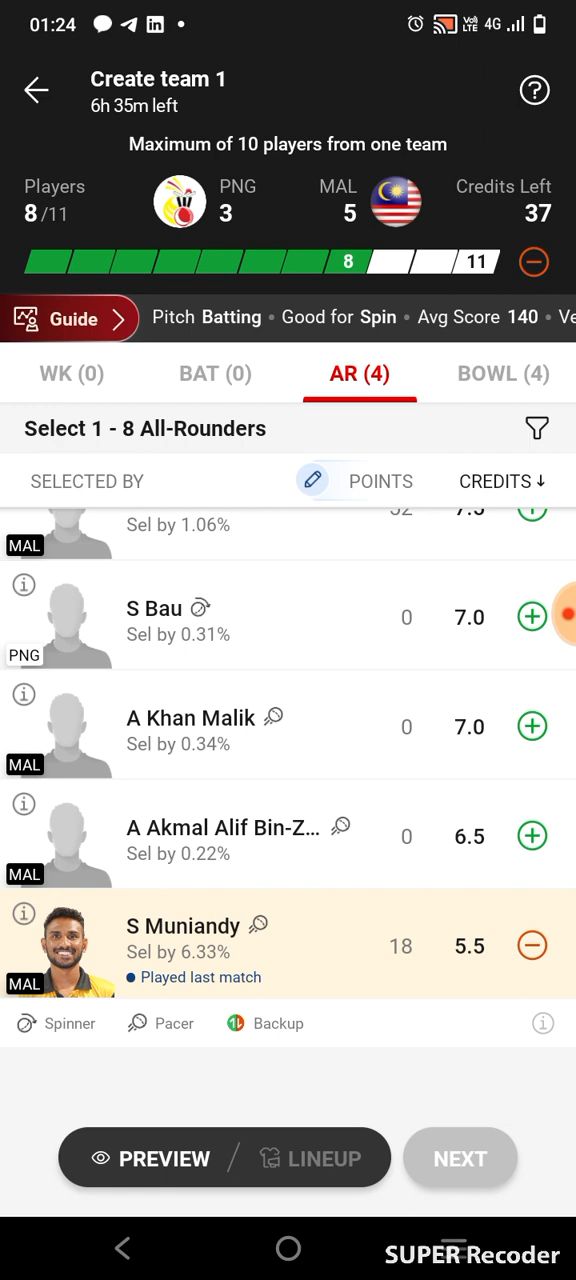 01:24
Vo) LTE 4G
Create team 1
6h 35m left
Maximum of 10 players from one team
Players
8 /11
PNG
3
MAL
5
Credits Left
37
8
11
Guide
Pitch Batting • Good for Spin • Avg Score 140 • Ve
WK (0)
BAT (0)
AR (4)
BOWL (4)
Select 1 - 8 All-Rounders
SELECTED BY
POINTS
CREDITS ↓
MAL
Sel by 1.06%
S Bau
Sel by 0.31%
0
7.0
PNG
A Khan Malik
Sel by 0.34%
0
7.0
MAL
A Akmal Alif Bin-Z...
Sel by 0.22%
0
6.5
MAL
S Muniandy
Sel by 6.33%
Played last match
18
5.5
MAL
Spinner
Pacer
Backup
PREVIEW / LINEUP
NEXT
SUPER Recoder